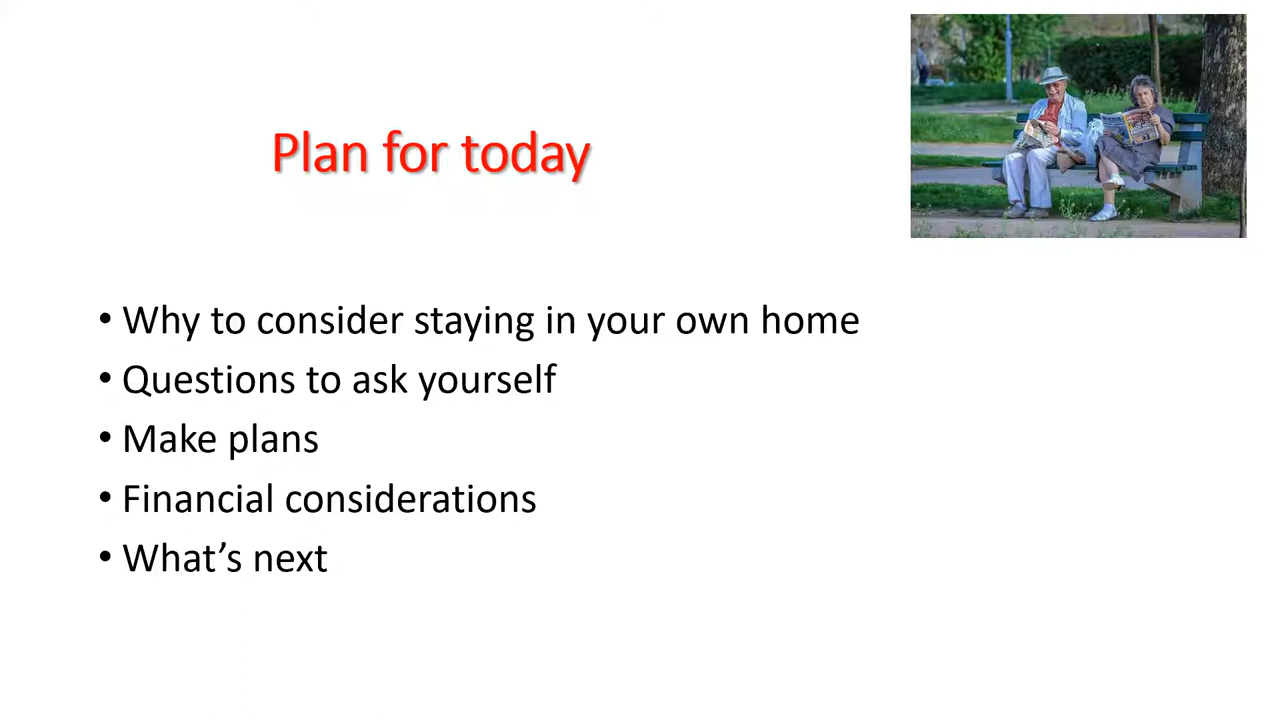 Plan for today
• Why to consider staying in your own home
• Questions to ask yourself
• Make plans
• Financial considerations
• What’s next